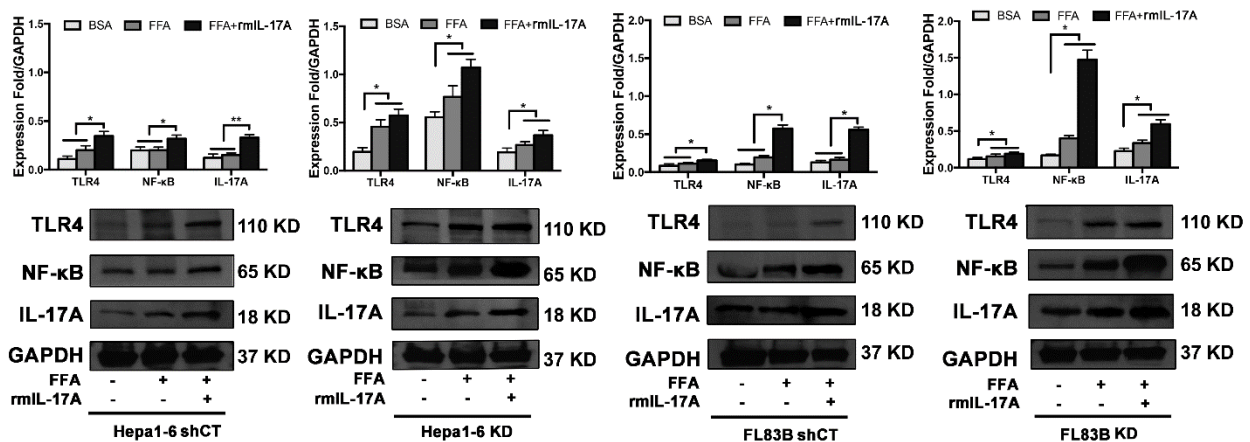 BSA FFA FFA+rmIL-17A
Expression Fold/GAPDH
1.5
1.0
0.5
0.0
* * **
TLR4 NF-κB IL-17A
TLR4 110 KD
NF-κB 65 KD
IL-17A 18 KD
GAPDH 37 KD
FFA - + +
rmIL-17A - - +
Hepa1-6 shCT
BSA FFA FFA+rmIL-17A
Expression Fold/GAPDH
1.5
1.0
0.5
0.0
* * *
TLR4 NF-κB IL-17A
TLR4 110 KD
NF-κB 65 KD
IL-17A 18 KD
GAPDH 37 KD
FFA - + +
rmIL-17A - - +
Hepa1-6 KD
BSA FFA FFA+rmIL-17A
Expression Fold/GAPDH
2.0
1.5
1.0
0.5
0.0
* * *
TLR4 NF-κB IL-17A
TLR4 110 KD
NF-κB 65 KD
IL-17A 18 KD
GAPDH 37 KD
FFA - + +
rmIL-17A - - +
FL83B shCT
BSA FFA FFA+rmIL-17A
Expression Fold/GAPDH
2.0
1.5
1.0
0.5
0.0
* * *
TLR4 NF-κB IL-17A
TLR4 110 KD
NF-κB 65 KD
IL-17A 18 KD
GAPDH 37 KD
FFA - + +
rmIL-17A - - +
FL83B KD